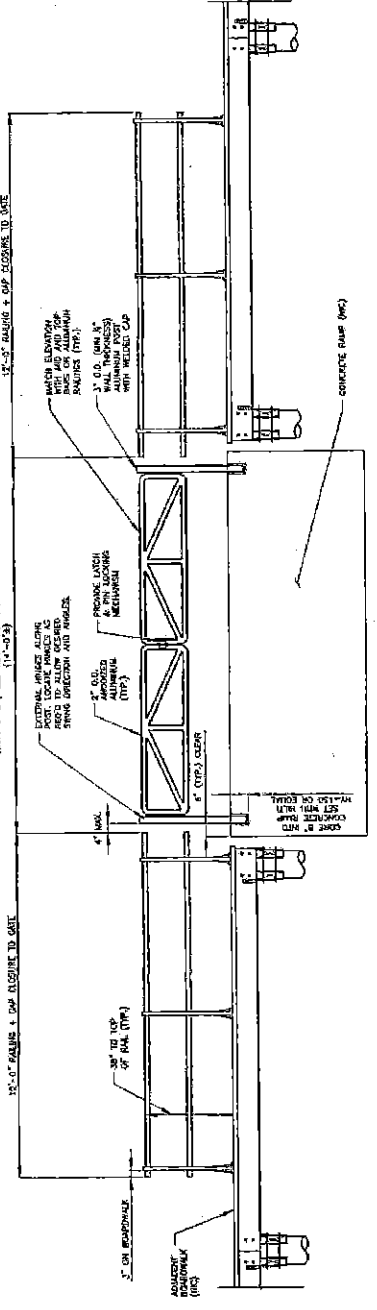 12'-0" RAILING + GAP CLOSURE TO GATE
(14'-0"±)
12'-0" RAILING + GAP CLOSURE TO GATE
EXTERNAL HINGES ALONG
POST. LOCATE HINGES AS
REQ'D TO ALLOW DESIRED
SWING DIRECTION AND ANGLES.
MATCH ELEVATION
WITH MID AND TOP
BARS OF ALUMINUM
RAILINGS (TYP.)
2" O.D.
ANODIZED
ALUMINUM
(TYP.)
PROVIDE LATCH
& PIN LOCKING
MECHANISM
3" O.D. (MIN
WALL THICKNESS)
ALUMINUM POST
WITH WELDED CAP
4" MAX.
6" (TYP.) CLEAR
38" TO TOP
OF RAIL (TYP.)
3" ON BOARDWALK
ADJACENT
BOARDWALK
(NIC)
CORE 8" INTO
CONCRETE RAMP
SET WITH HILTI
HY-150 OR EQUAL
CONCRETE RAMP (NIC)